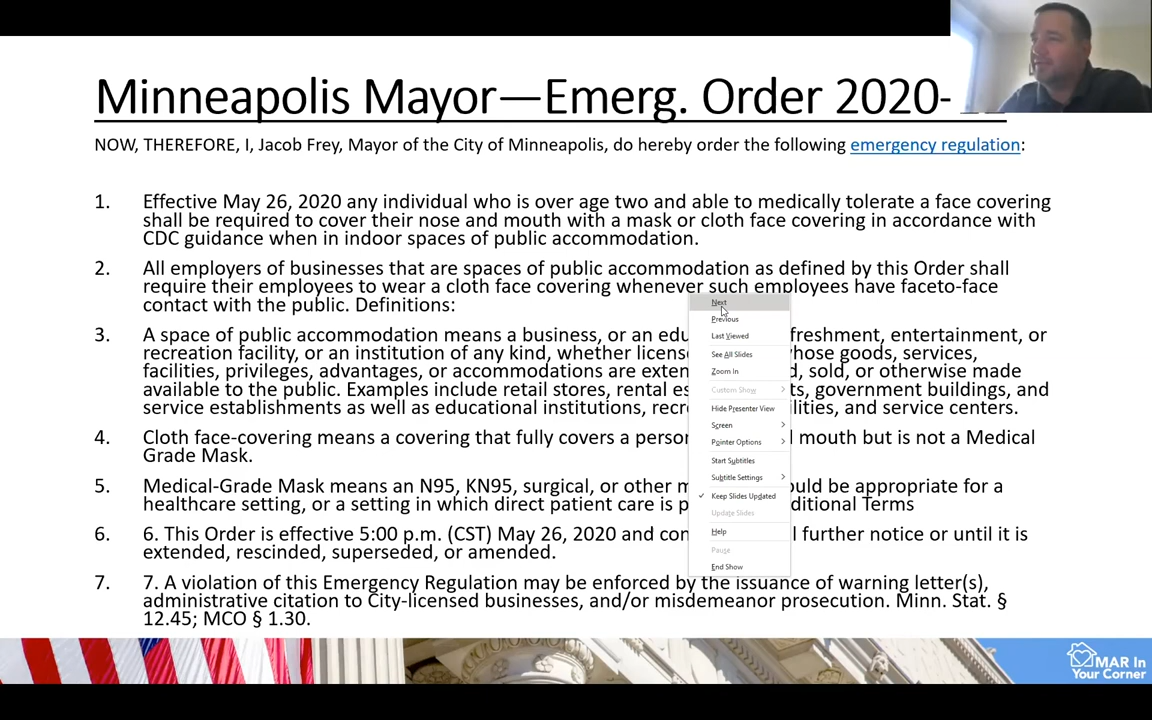 Minneapolis Mayor—Emerg. Order 2020-
NOW, THEREFORE, I, Jacob Frey, Mayor of the City of Minneapolis, do hereby order the following emergency regulation:
1. Effective May 26, 2020 any individual who is over age two and able to medically tolerate a face covering
shall be required to cover their nose and mouth with a mask or cloth face covering in accordance with
CDC guidance when in indoor spaces of public accommodation.
2. All employers of businesses that are spaces of public accommodation as defined by this Order shall
require their employees to wear a cloth face covering whenever such employees have faceto-face
contact with the public. Definitions:
3. A space of public accommodation means a business, or an edu freshment, entertainment, or
recreation facility, or an institution of any kind, whether license whose goods, services,
facilities, privileges, advantages, or accommodations are exten d, sold, or otherwise made
available to the public. Examples include retail stores, rental es ts, government buildings, and
service establishments as well as educational institutions, recr lities, and service centers.
4. Cloth face-covering means a covering that fully covers a person mouth but is not a Medical
Grade Mask.
5. Medical-Grade Mask means an N95, KN95, surgical, or other m ould be appropriate for a
healthcare setting, or a setting in which direct patient care is p ditional Terms
6. 6. This Order is effective 5:00 p.m. (CST) May 26, 2020 and con l further notice or until it is
extended, rescinded, superseded, or amended.
7. 7. A violation of this Emergency Regulation may be enforced by the issuance of warning letter(s),
administrative citation to City-licensed businesses, and/or misdemeanor prosecution. Minn. Stat. §
12.45; MCO § 1.30.
Next
Previous
Last Viewed
See All Slides
Zoom In
Custom Show
Hide Presenter View
Screen
Pointer Options
Start Subtitles
Subtitle Settings
Keep Slides Updated
Update Slides
Help
Pause
End Show
MAR in
Your Corner